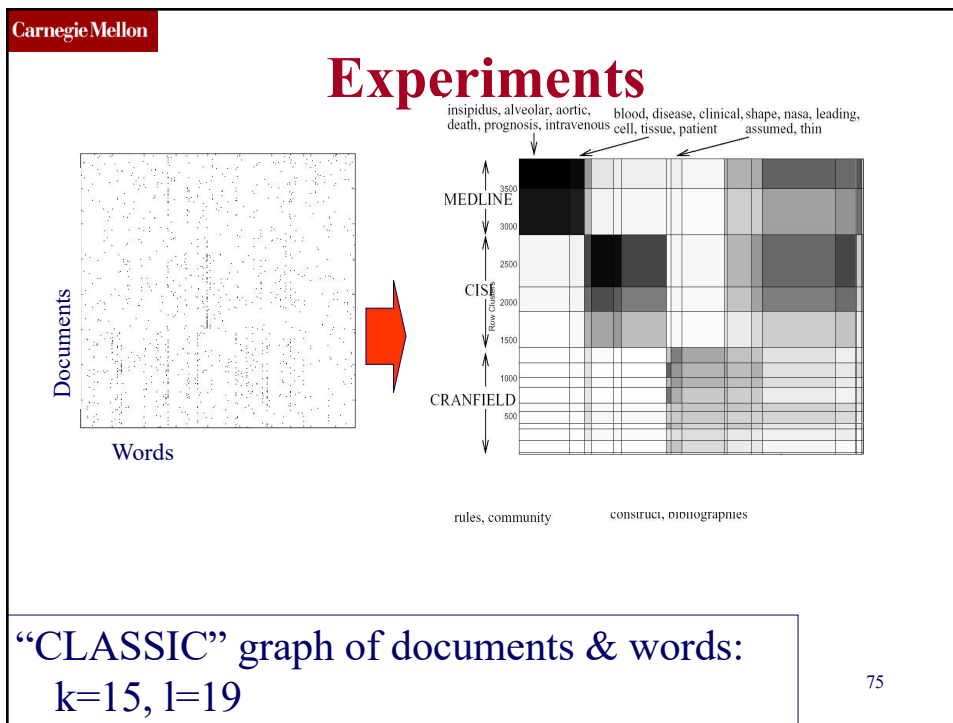 Carnegie Mellon
Experiments
insipidus, alveolar, aortic,
death, prognosis, intravenous
blood, disease, clinical,
cell, tissue, patient
shape, nasa, leading,
assumed, thin
Documents
Words
MEDLINE
CISI
CRANFIELD
Row Clusters
3500
3000
2500
2000
1500
1000
500
rules, community
construct, bibliographies
“CLASSIC” graph of documents & words:
k=15, l=19
75